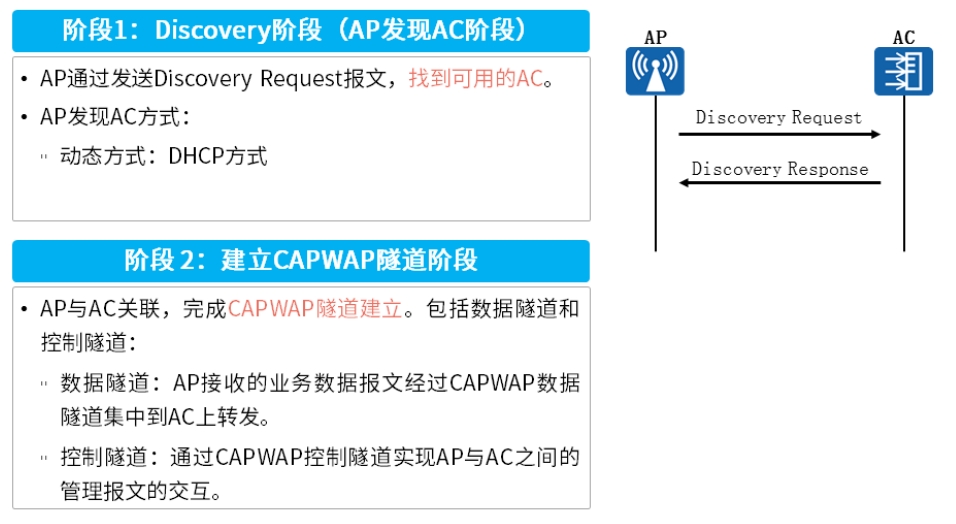 阶段1：Discovery阶段（AP发现AC阶段）
• AP通过发送Discovery Request报文，找到可用的AC。
• AP发现AC方式：
▫ 动态方式：DHCP方式
阶段 2：建立CAPWAP隧道阶段
• AP与AC关联，完成CAPWAP隧道建立。包括数据隧道和
控制隧道：
▫ 数据隧道：AP接收的业务数据报文经过CAPWAP数据
隧道集中到AC上转发。
▫ 控制隧道：通过CAPWAP控制隧道实现AP与AC之间的
管理报文的交互。
AP
AC
Discovery Request
Discovery Response